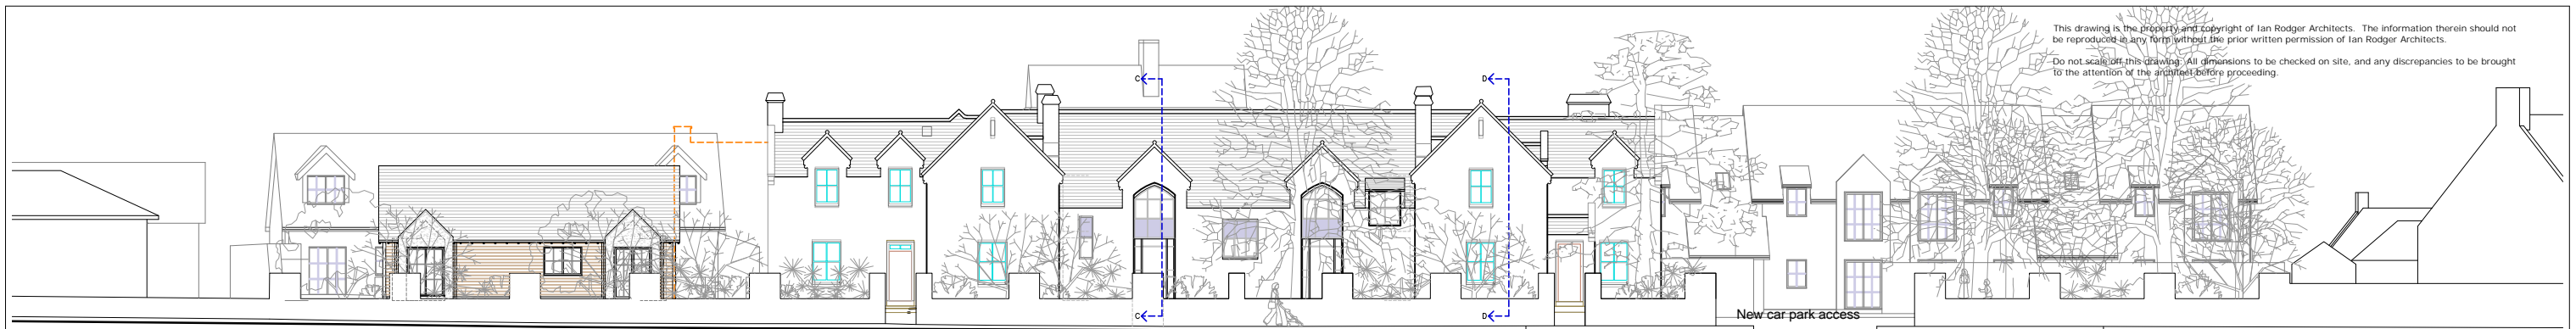 This drawing is the property and copyright of Ian Rodger Architects. The information therein should not
be reproduced in any form without the prior written permission of Ian Rodger Architects.
Do not scale off this drawing. All dimensions to be checked on site, and any discrepancies to be brought
to the attention of the architect before proceeding.
C
D
C
D
New car park access